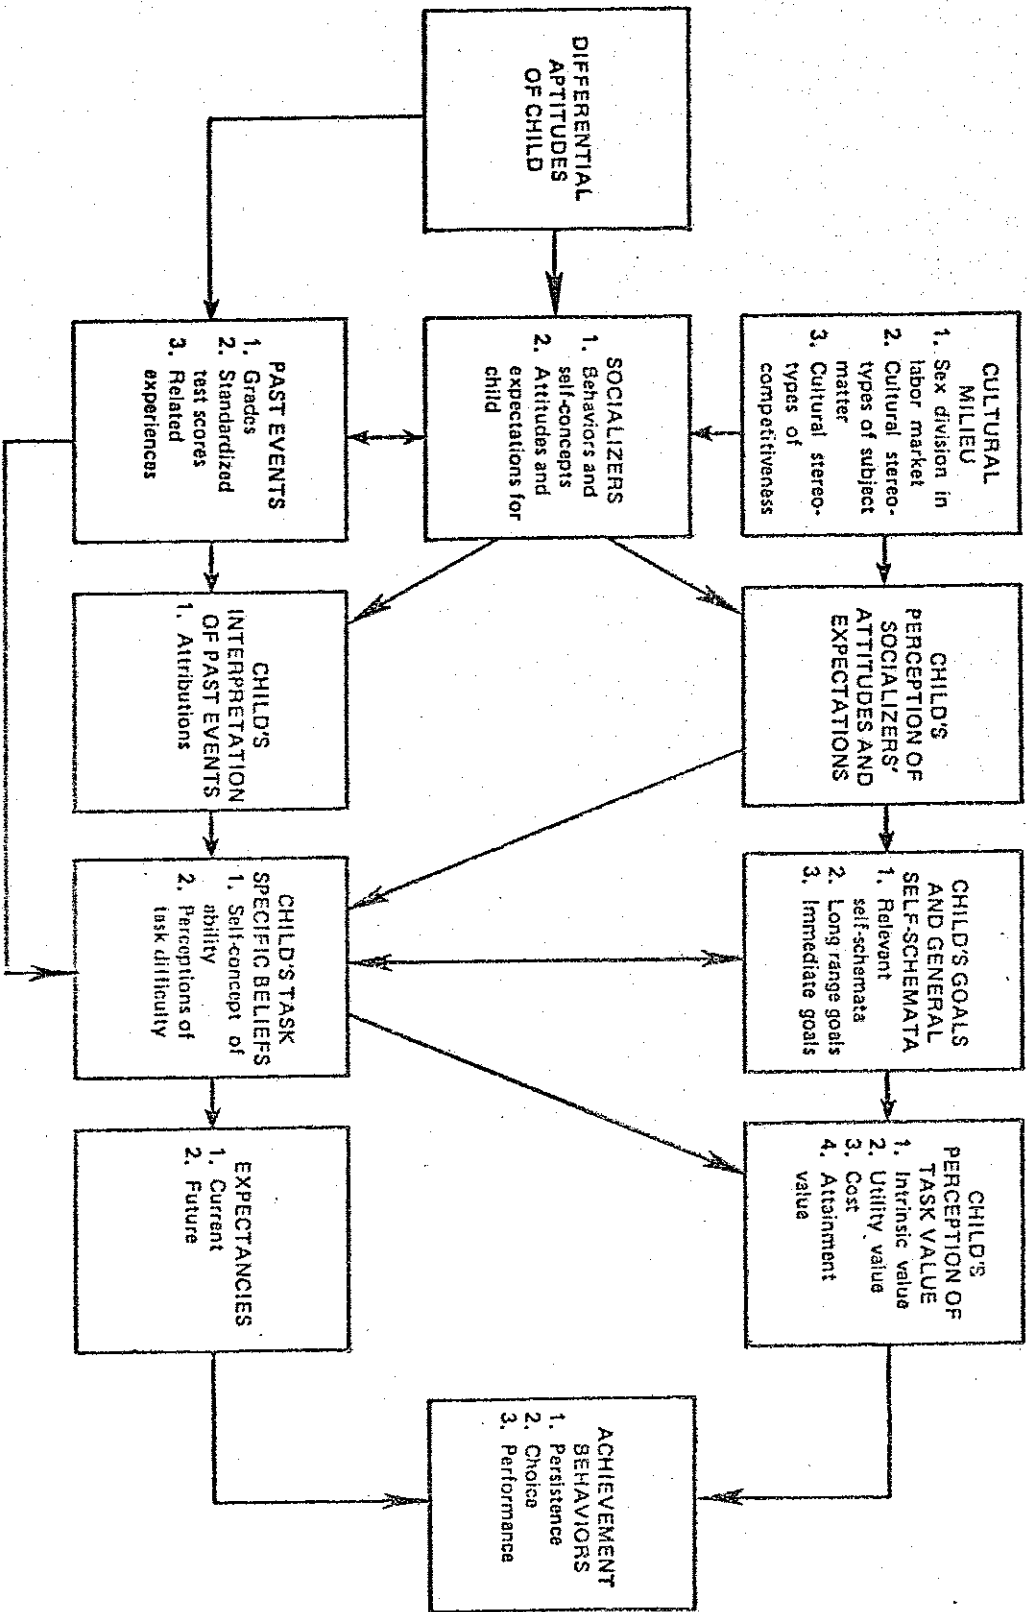 DIFFERENTIAL
APTITUDES
OF CHILD
CULTURAL
MILIEU
1. Sex division in
labor market
2. Cultural stereo-
types of subject
matter
3. Cultural stereo-
types of
competitiveness
SOCIALIZERS
1. Behaviors and
self-concepts
2. Attitudes and
expectations for
child
PAST EVENTS
1. Grades
2. Standardized
test scores
3. Related
experiences
CHILD'S
PERCEPTION OF
SOCIALIZERS'
ATTITUDES AND
EXPECTATIONS
CHILD'S
INTERPRETATION
OF PAST EVENTS
1. Attributions
CHILD'S GOALS
AND GENERAL
SELF-SCHEMATA
1. Relevant
self-schemata
2. Long range goals
3. Immediate goals
CHILD'S TASK
SPECIFIC BELIEFS
1. Self-concept of
ability
2. Perceptions of
task difficulty
CHILD'S
PERCEPTION OF
TASK VALUE
1. Intrinsic value
2. Utility value
3. Cost
4. Attainment
value
EXPECTANCIES
1. Current
2. Future
ACHIEVEMENT
BEHAVIORS
1. Persistence
2. Choice
3. Performance